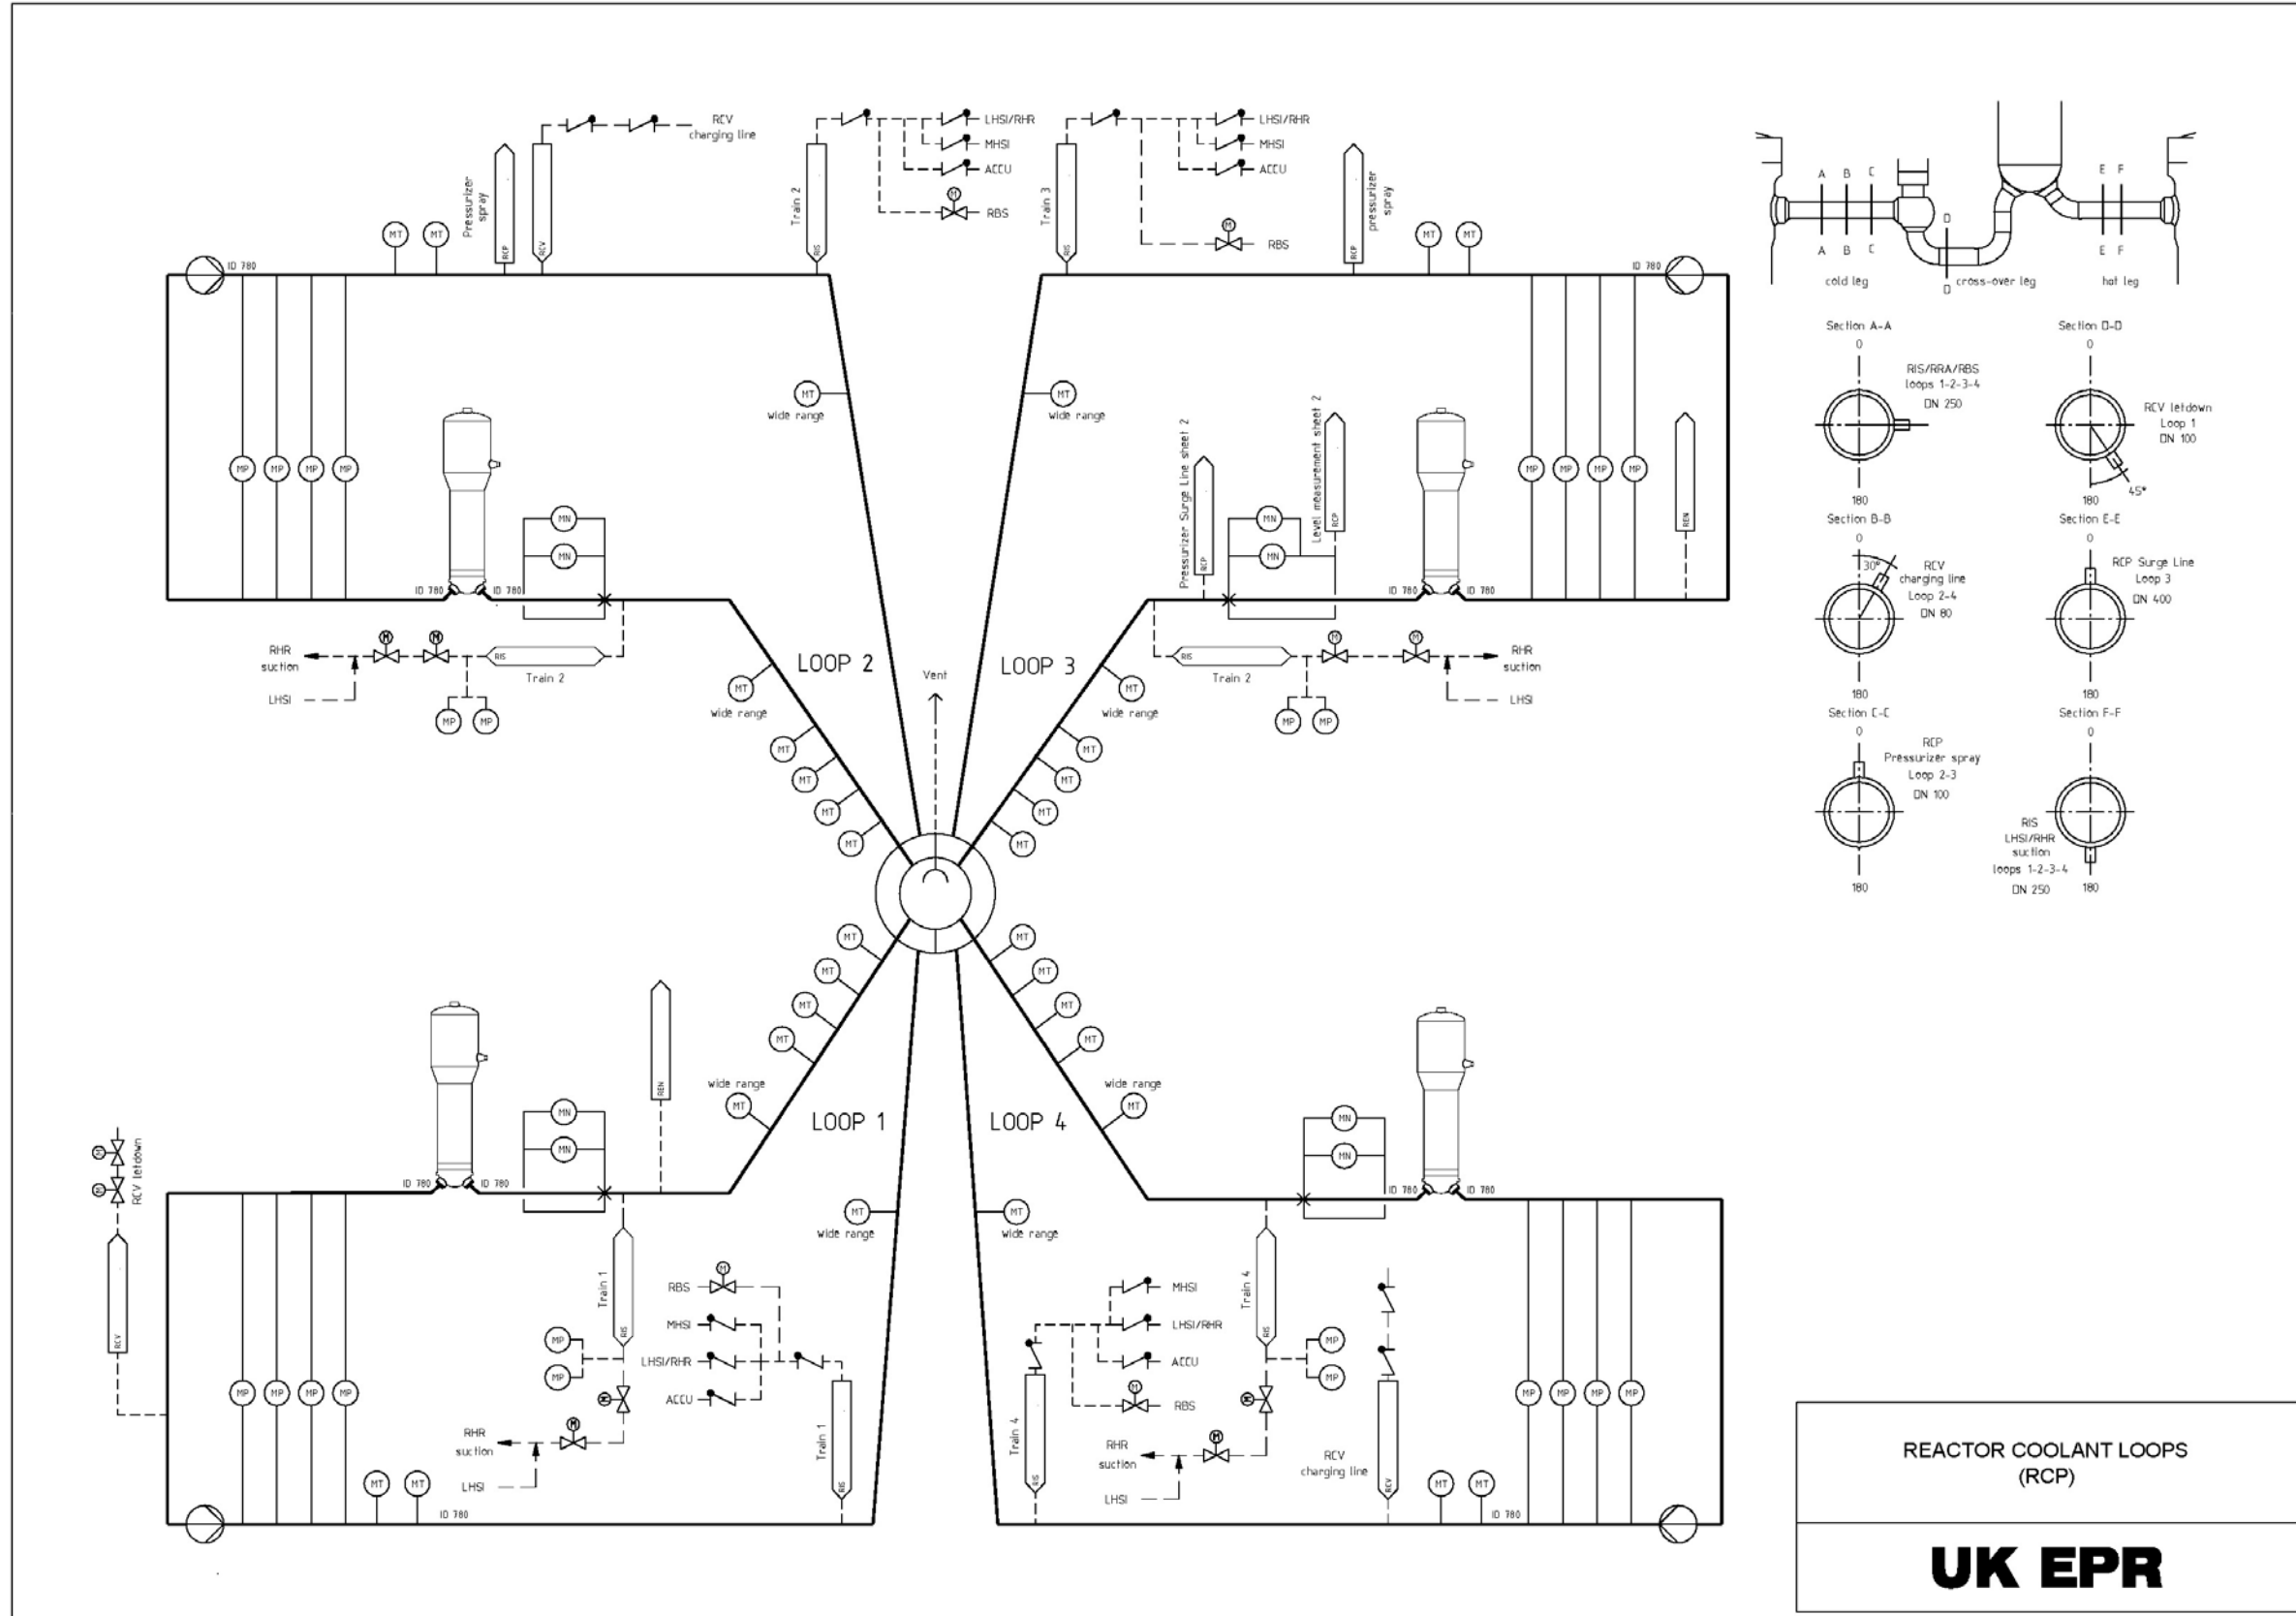 RCV
charging line
LHSI/RHR
MHSI
ACCU
RBS
Pressurizer
spray
RCP
RCV
Train 2
RIS
MT
MT
ID 780
MT
wide range
MP
MP
MP
MP
MN
MN
ID 780
ID 780
RHR
suction
M
M
M
RIS
Train 2
LHSI
MP
MP
LOOP 2
MT
wide range
MT
MT
MT
MT
Vent
LHSI/RHR
MHSI
ACCU
M
RBS
Train 3
RIS
pressurizer
spray
RCP
MT
MT
ID 780
MT
wide range
Pressurizer Surge Line sheet 2
RCP
Level measurement sheet 2
RCP
MN
MN
MP
MP
MP
MP
REN
ID 780
ID 780
LOOP 3
RIS
Train 2
M
M
RHR
suction
LHSI
MP
MP
MT
wide range
MT
MT
MT
MT
MT
MT
MT
MT
wide range
MT
LOOP 1
REN
MN
MN
ID 780
ID 780
M
M
RCV letdown
RCV
MT
wide range
Train 1
RIS
RBS
M
MHSI
LHSI/RHR
ACCU
MP
MP
M
M
RHR
suction
LHSI
Train 1
RIS
MP
MP
MP
MP
MT
MT
ID 780
MT
MT
MT
MT
wide range
MT
LOOP 4
MT
wide range
MN
MN
ID 780
ID 780
MHSI
LHSI/RHR
ACCU
M
RBS
Train 4
RIS
Train 4
RIS
MP
MP
M
M
RHR
suction
LHSI
RCV
charging line
RCV
MT
MT
ID 780
MP
MP
MP
MP
A
B
C
E
F
D
A
B
C
E
F
D
cold leg
cross-over leg
hot leg
Section A-A
0
RIS/RRA/RBS
loops 1-2-3-4
DN 250
180
Section D-D
0
RCV letdown
Loop 1
DN 100
180
45°
Section B-B
0
30°
RCV
charging line
Loop 2-4
DN 80
180
Section E-E
0
RCP Surge Line
Loop 3
DN 400
180
Section C-C
0
RCP
Pressurizer spray
Loop 2-3
DN 100
180
Section F-F
0
RIS
LHSI/RHR
suction
loops 1-2-3-4
DN 250
180
REACTOR COOLANT LOOPS
(RCP)
UK EPR